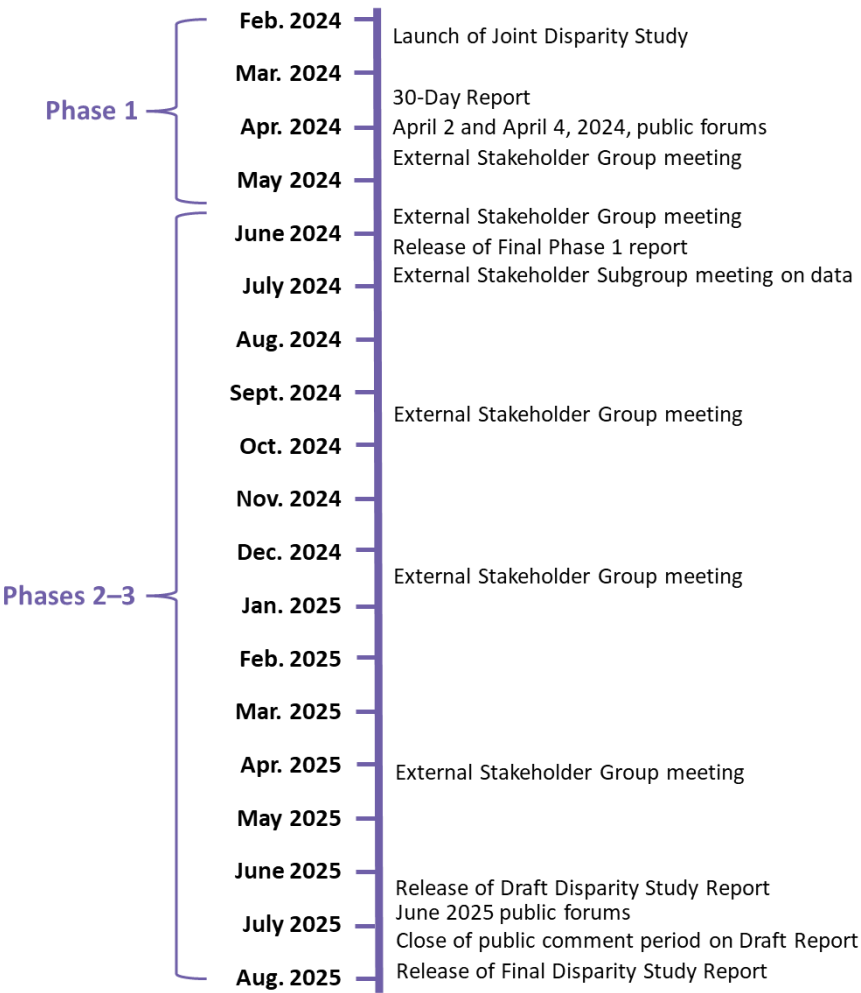 Feb. 2024
Launch of Joint Disparity Study
Mar. 2024
30-Day Report
Phase 1
Apr. 2024
April 2 and April 4, 2024, public forums
External Stakeholder Group meeting
May 2024
External Stakeholder Group meeting
June 2024
Release of Final Phase 1 report
External Stakeholder Subgroup meeting on data
July 2024
Aug. 2024
Sept. 2024
External Stakeholder Group meeting
Oct. 2024
Nov. 2024
Dec. 2024
External Stakeholder Group meeting
Phases 2–3
Jan. 2025
Feb. 2025
Mar. 2025
Apr. 2025
External Stakeholder Group meeting
May 2025
June 2025
Release of Draft Disparity Study Report
June 2025 public forums
July 2025
Close of public comment period on Draft Report
Release of Final Disparity Study Report
Aug. 2025